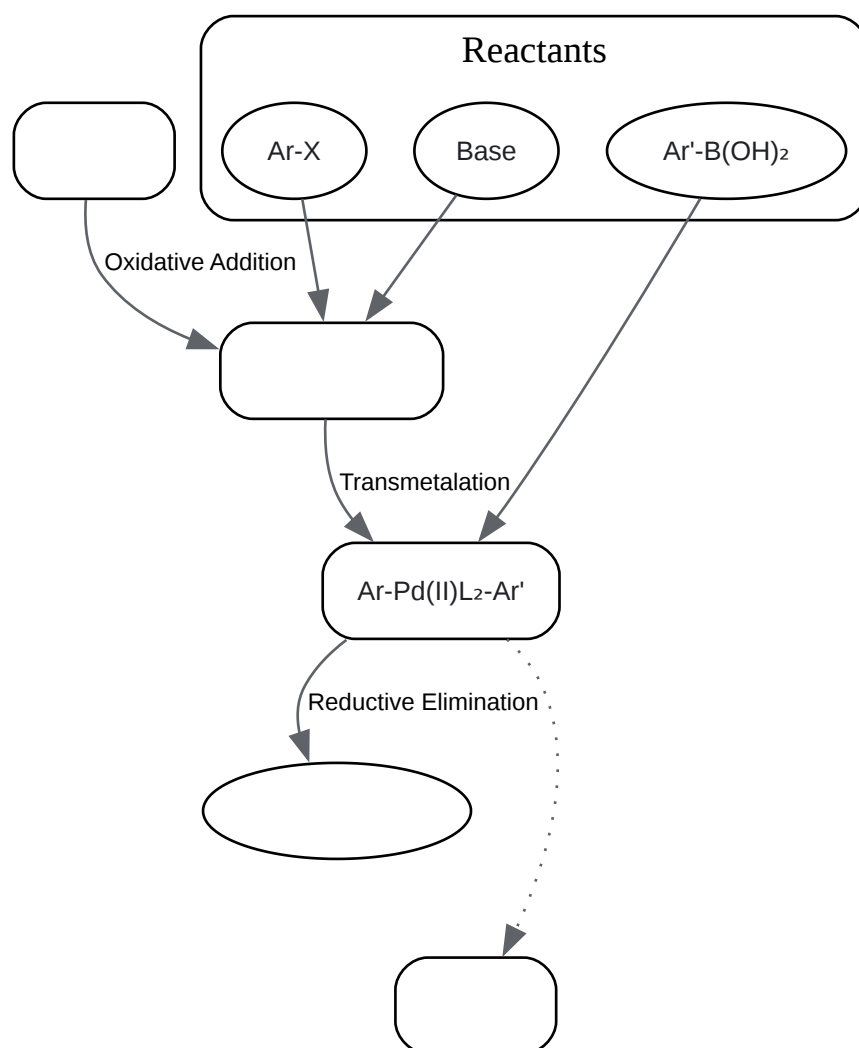 Reactants
Ar-X
Base
Ar'-B(OH)₂
Oxidative Addition
Transmetalation
Ar-Pd(II)L₂-Ar'
Reductive Elimination